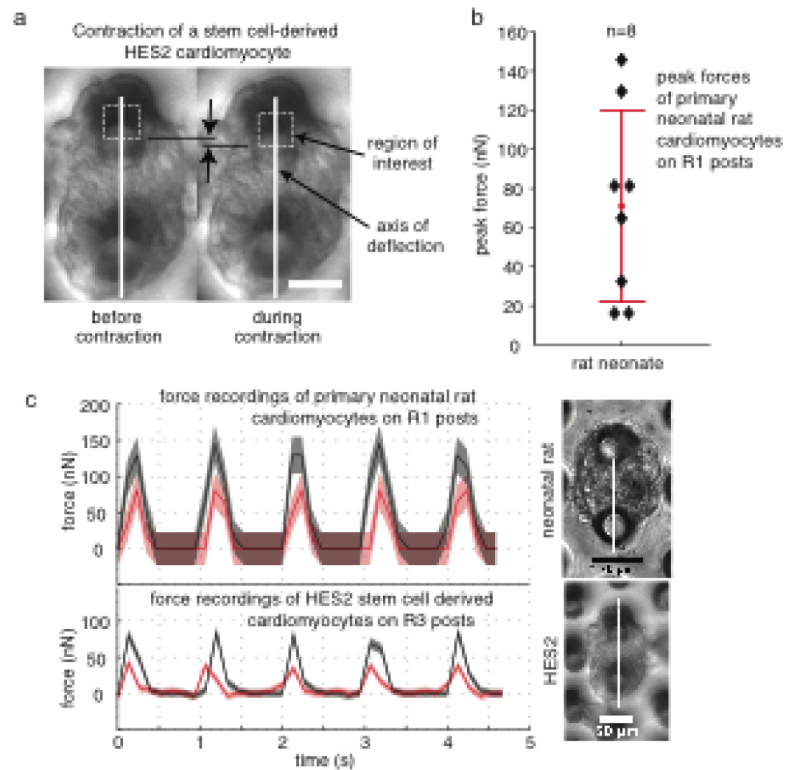 a
Contraction of a stem cell-derived
HES2 cardiomyocyte
region of
interest
axis of
deflection
before
contraction
during
contraction
b
n=8
160
140
120
100
80
60
40
20
0
peak force (nN)
peak forces
of primary
neonatal rat
cardiomyocytes
on R1 posts
rat neonate
c
force recordings of primary neonatal rat
cardiomyocytes on R1 posts
200
150
100
50
0
force (nN)
neonatal rat
µm
force recordings of HES2 stem cell derived
cardiomyocytes on R3 posts
100
50
0
force (nN)
0
1
2
3
4
5
time (s)
HES2
µm